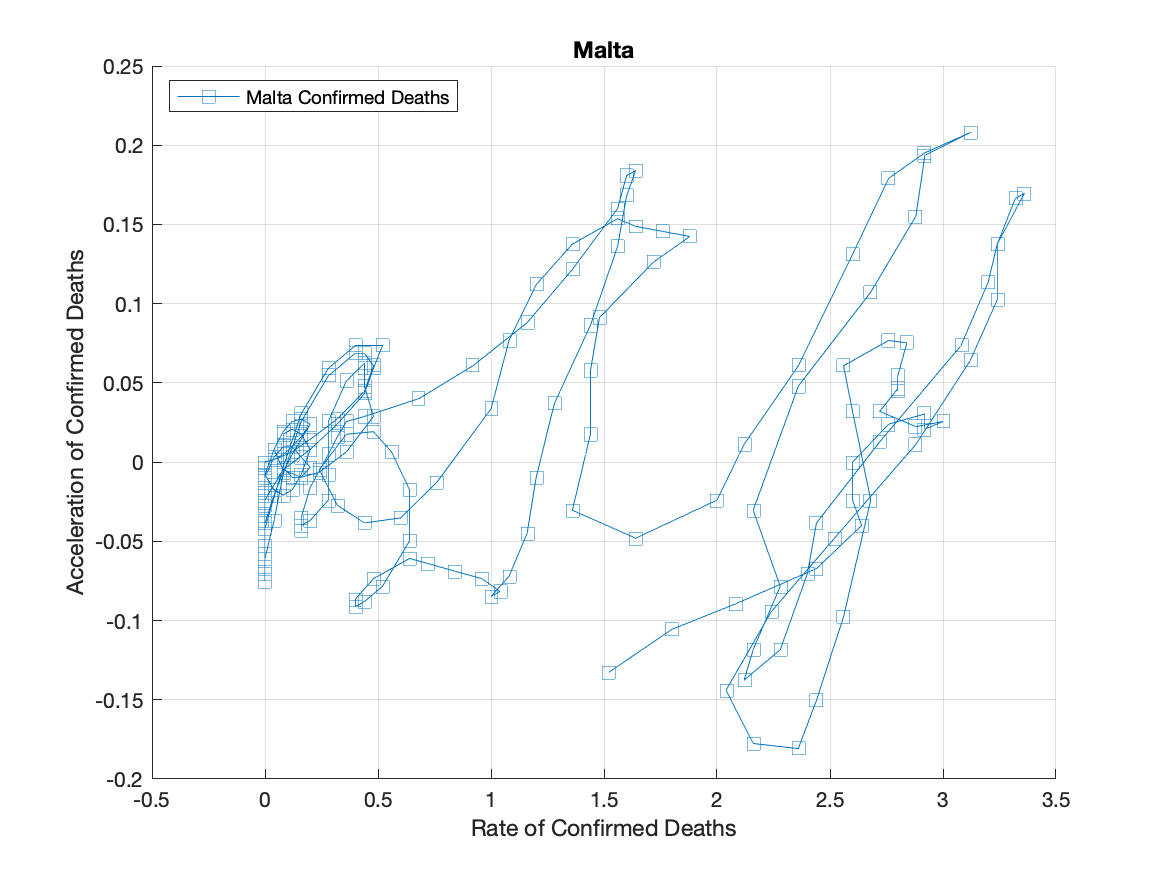 Malta
Malta Confirmed Deaths
0.25
0.2
0.15
0.1
0.05
0
-0.05
-0.1
-0.15
-0.2
Acceleration of Confirmed Deaths
-0.5 0 0.5 1 1.5 2 2.5 3 3.5
Rate of Confirmed Deaths